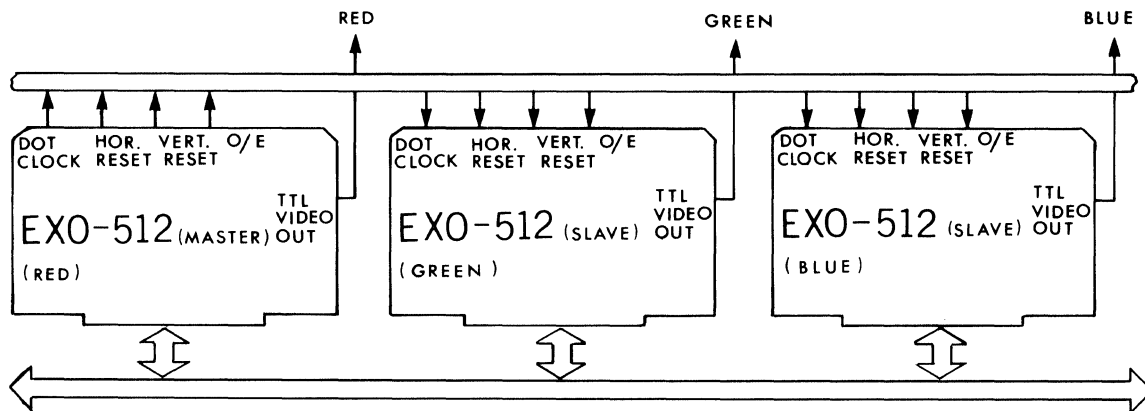 RED
GREEN
BLUE
DOT CLOCK
HOR. RESET
VERT. RESET
O/E
TTL VIDEO OUT
EXO-512 (MASTER)
(RED)
DOT CLOCK
HOR. RESET
VERT. RESET
O/E
TTL VIDEO OUT
EXO-512 (SLAVE)
(GREEN)
DOT CLOCK
HOR. RESET
VERT. RESET
O/E
TTL VIDEO OUT
EXO-512 (SLAVE)
(BLUE)